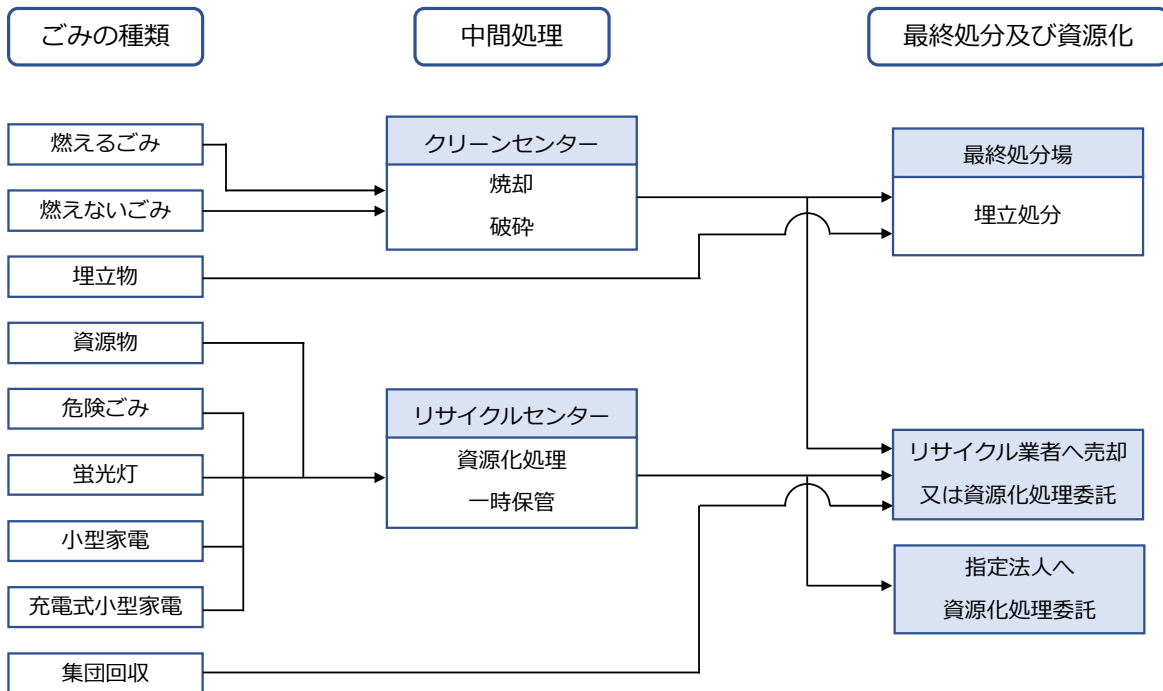 ごみの種類
中間処理
最終処分及び資源化
燃えるごみ
燃えないごみ
埋立物
資源物
危険ごみ
蛍光灯
小型家電
充電式小型家電
集団回収
クリーンセンター
焼却
破砕
リサイクルセンター
資源化処理
一時保管
最終処分場
埋立処分
リサイクル業者へ売却
又は資源化処理委託
指定法人へ
資源化処理委託